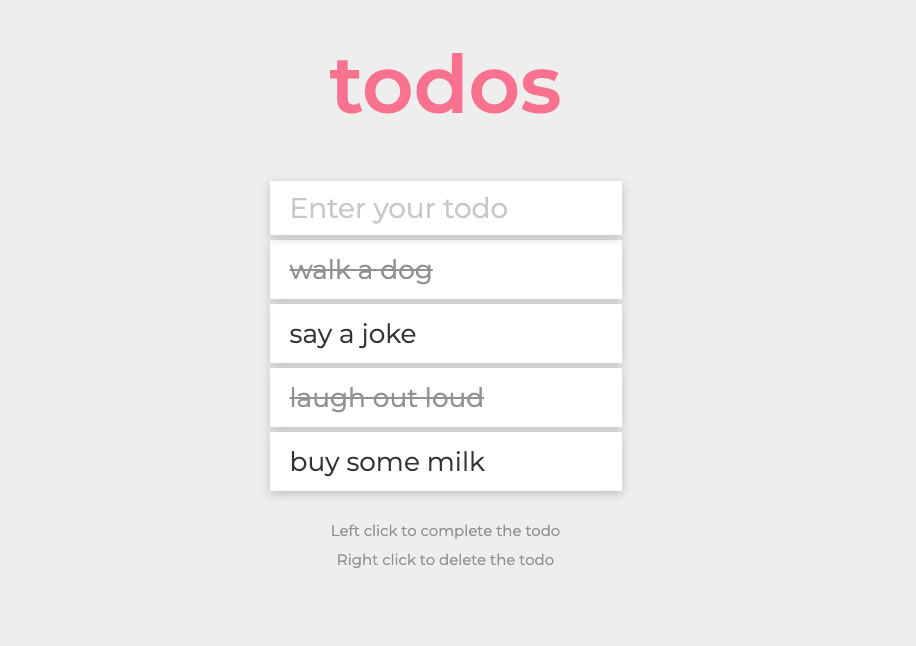 todos
Enter your todo
walk a dog
say a joke
laugh out loud
buy some milk
Left click to complete the todo
Right click to delete the todo